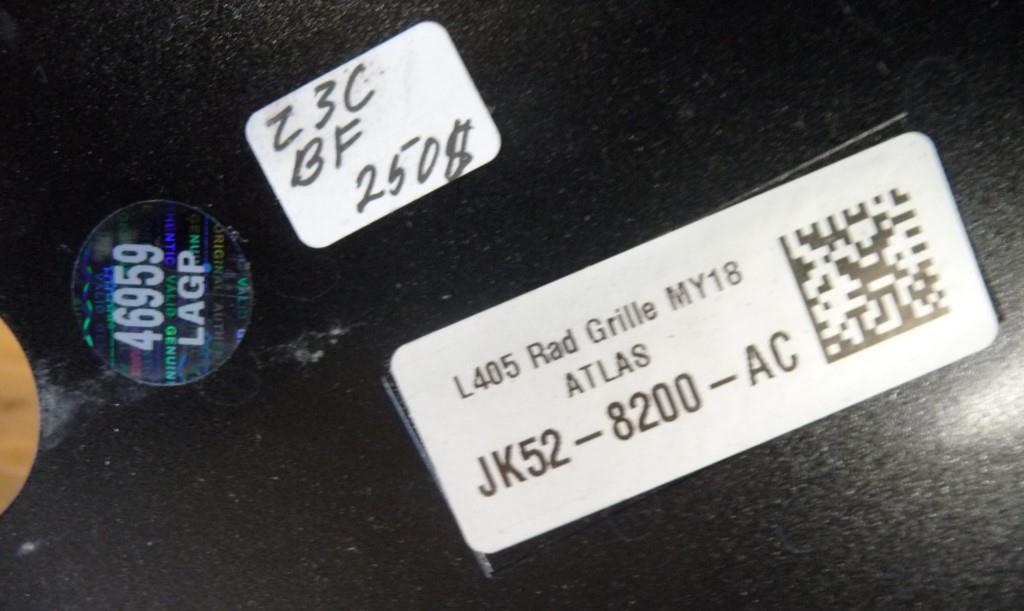 Z3C
BF
250$
46959
LAGP
L405 Rad Grille MY18
ATLAS
JK52-8200-AC